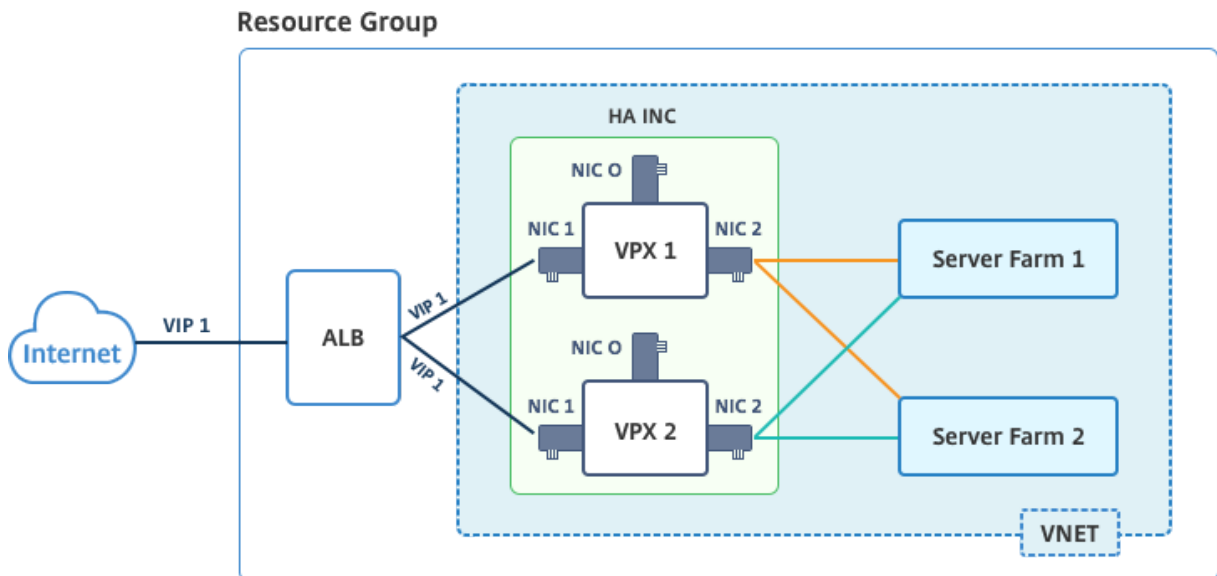 Resource Group
HA INC
NIC O
NIC 1
NIC 2
VPX 1
Server Farm 1
VIP 1
VIP 1
ALB
Internet
VIP 1
NIC O
NIC 1
NIC 2
VPX 2
Server Farm 2
VNET